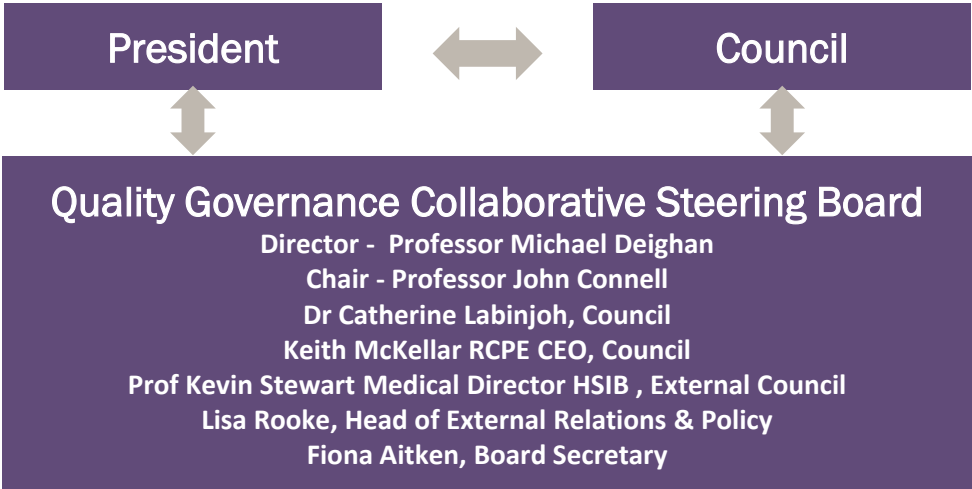 President
Council
Quality Governance Collaborative Steering Board
Director -  Professor Michael Deighan
Chair - Professor John Connell
Dr Catherine Labinjoh, Council
Keith McKellar RCPE CEO, Council
Prof Kevin Stewart Medical Director HSIB , External Council
Lisa Rooke, Head of External Relations & Policy
Fiona Aitken, Board Secretary